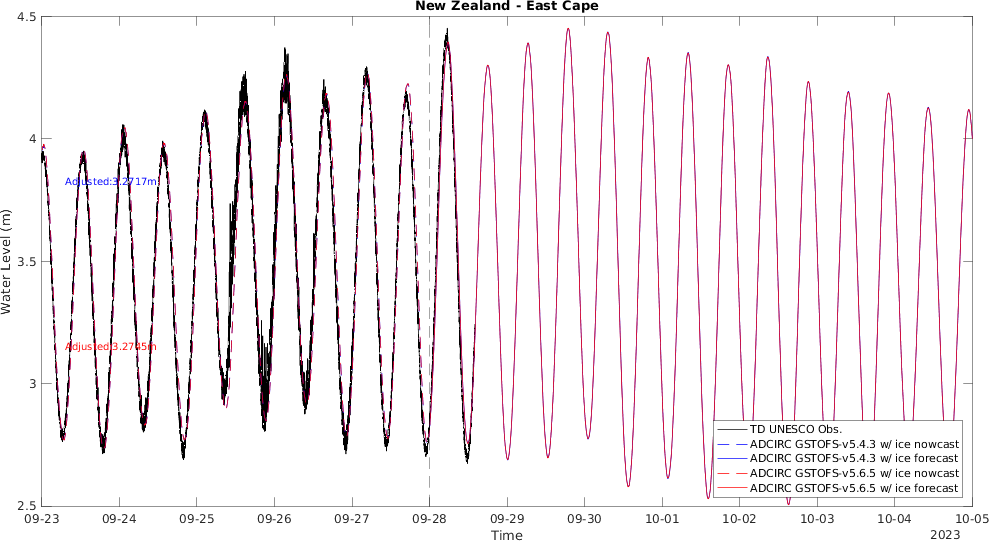 New Zealand - East Cape
4.5
4
3.5
3
2.5
Water Level (m)
Adjusted:3.2717m
Adjusted:3.2745m
TD UNESCO Obs.
ADCIRC GSTOFS-v5.4.3 w/ ice nowcast
ADCIRC GSTOFS-v5.4.3 w/ ice forecast
ADCIRC GSTOFS-v5.6.5 w/ ice nowcast
ADCIRC GSTOFS-v5.6.5 w/ ice forecast
09-23 09-24 09-25 09-26 09-27 09-28 09-29 09-30 10-01 10-02 10-03 10-04 10-05
Time
2023